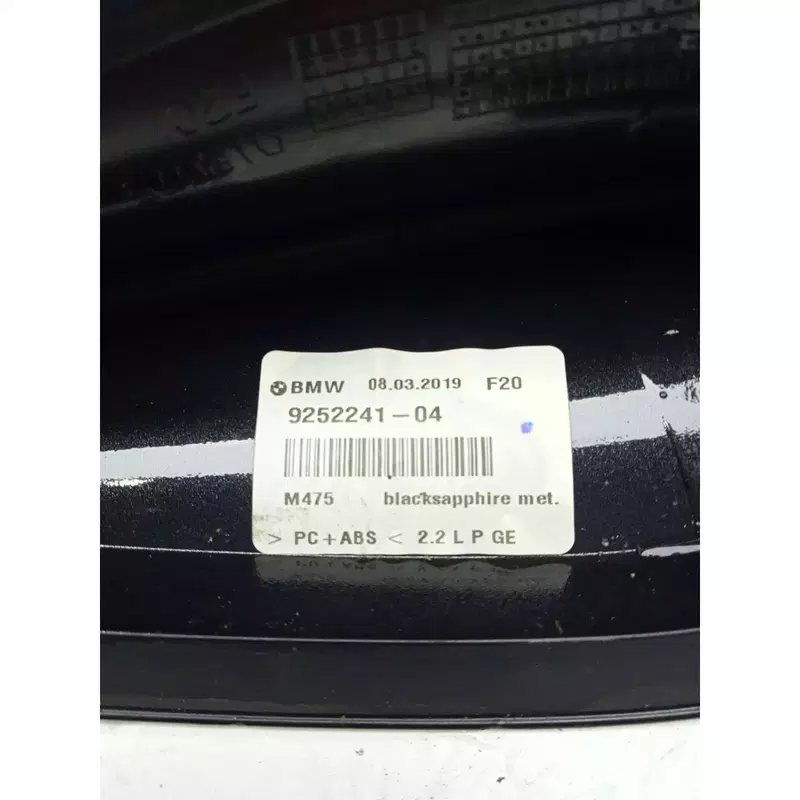 BMW 08.03.2019 F20
9252241-04
M475 blacksapphire met.
> PC+ABS < 2.2 L P GE